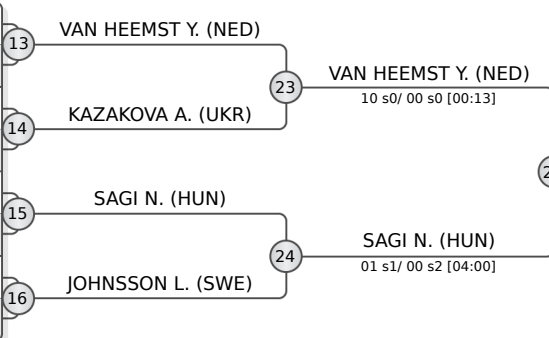 VAN HEEMST Y. (NED)
13
23
VAN HEEMST Y. (NED)
10 s0/ 00 s0 [00:13]
KAZAKOVA A. (UKR)
14
SAGI N. (HUN)
15
24
SAGI N. (HUN)
01 s1/ 00 s2 [04:00]
JOHNSSON L. (SWE)
16